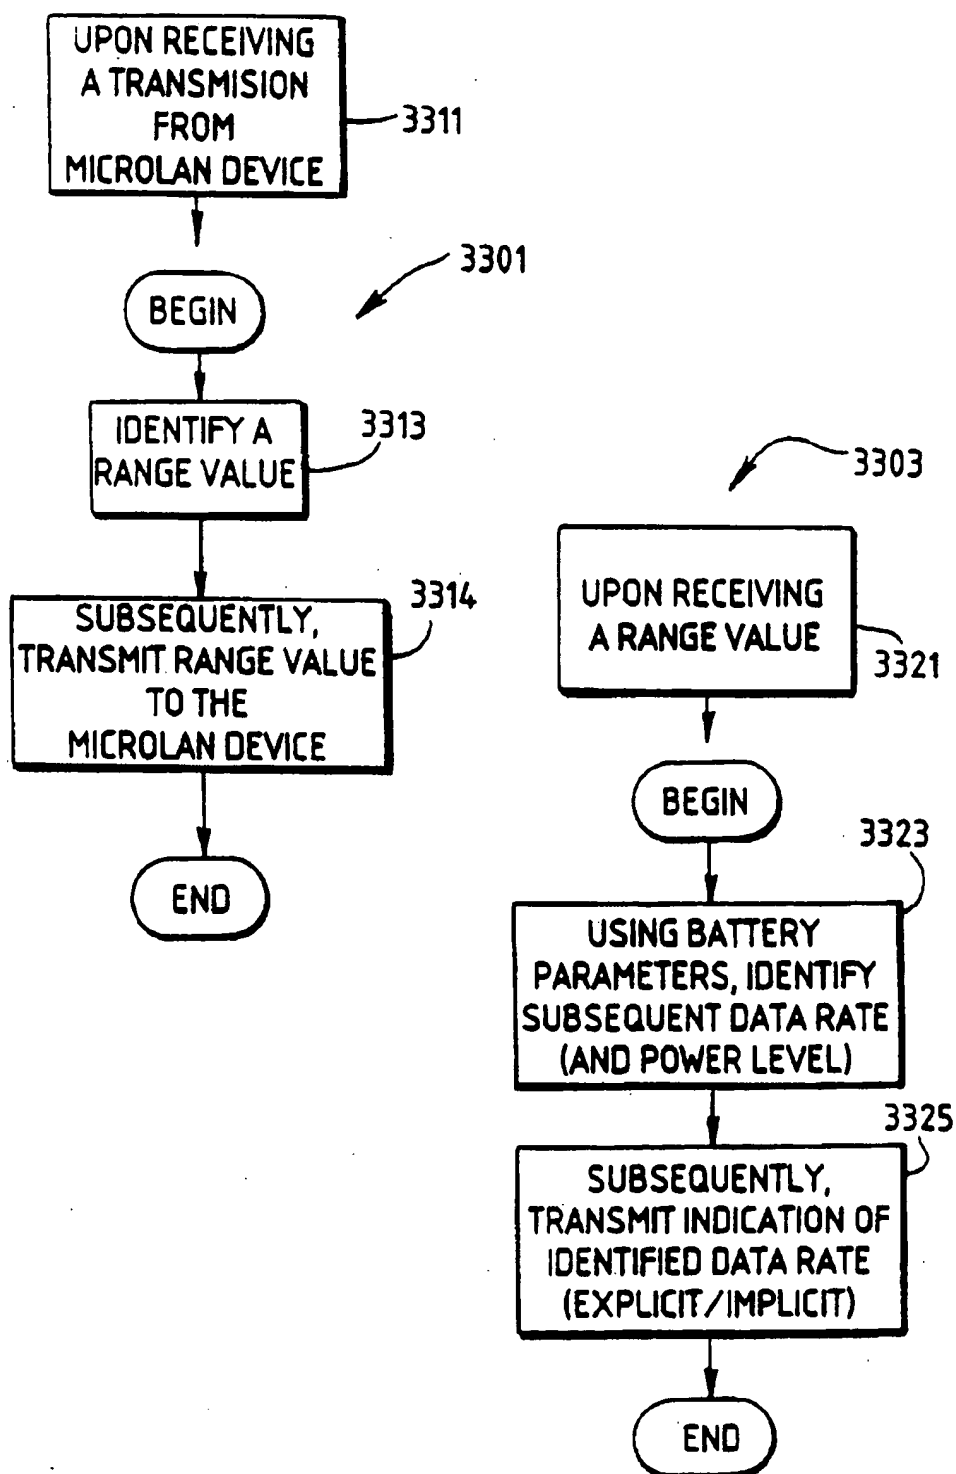 UPON RECEIVING
A TRANSMISION
FROM
MICROLAN DEVICE
3311
3301
BEGIN
IDENTIFY A
RANGE VALUE
3313
SUBSEQUENTLY,
TRANSMIT RANGE VALUE
TO THE
MICROLAN DEVICE
3314
END
3303
UPON RECEIVING
A RANGE VALUE
3321
BEGIN
3323
USING BATTERY
PARAMETERS, IDENTIFY
SUBSEQUENT DATA RATE
(AND POWER LEVEL)
3325
SUBSEQUENTLY,
TRANSMIT INDICATION OF
IDENTIFIED DATA RATE
(EXPLICIT/IMPLICIT)
END